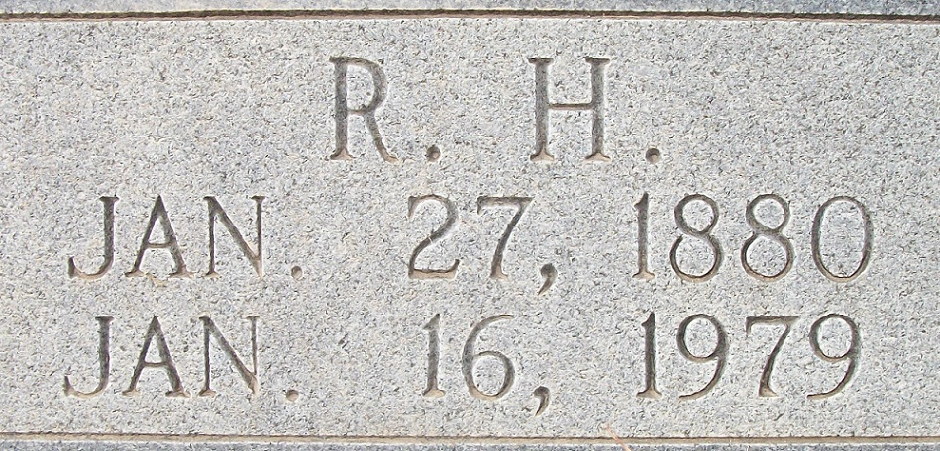 R. H.
JAN. 27, 1880
JAN. 16, 1979